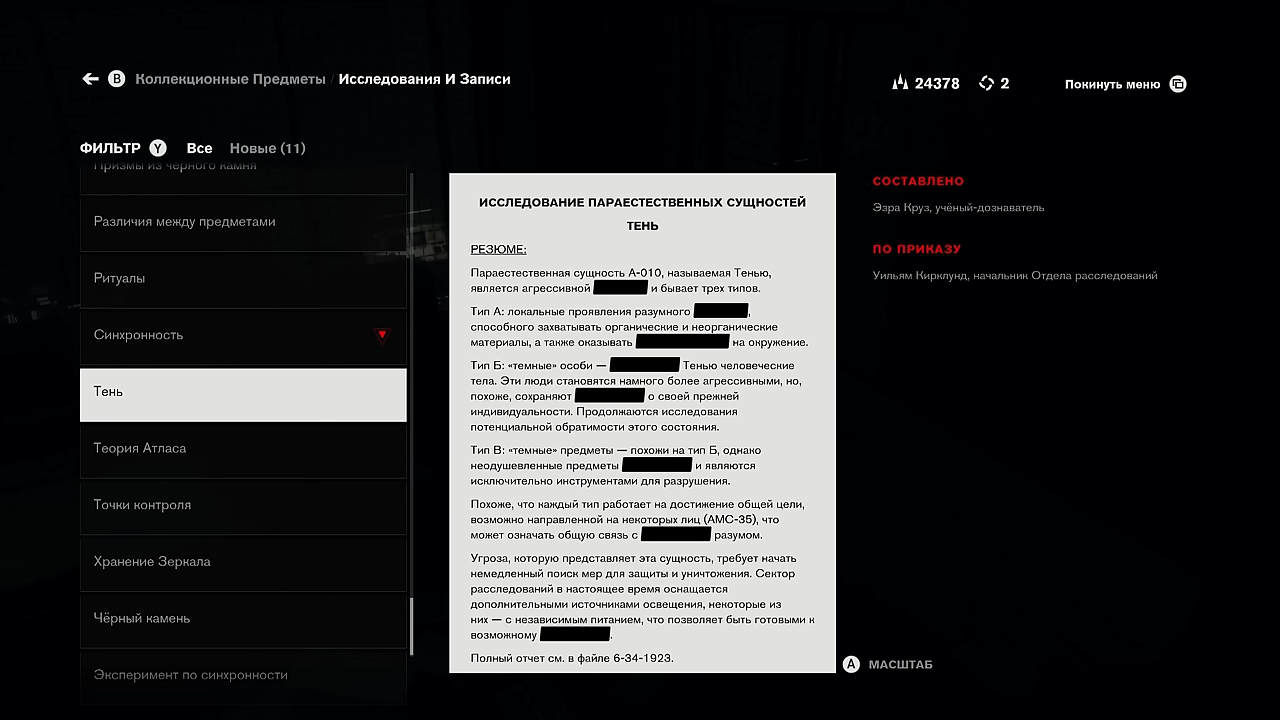 B Коллекционные Предметы / Исследования И Записи
24378 2 Покинуть меню
ФИЛЬТР Y Все Новые (11)
Призмы из чёрного камня
Различия между предметами
Ритуалы
Синхронность
Тень
Теория Атласа
Точки контроля
Хранение Зеркала
Чёрный камень
Эксперимент по синхронности
ИССЛЕДОВАНИЕ ПАРАЕСТЕСТВЕННЫХ СУЩНОСТЕЙ
ТЕНЬ
РЕЗЮМЕ:
Параестественная сущность А-010, называемая Тенью,
является агрессивной и бывает трех типов.
Тип А: локальные проявления разумного ,
способного захватывать органические и неорганические
материалы, а также оказывать на окружение.
Тип Б: «темные» особи — Тенью человеческие
тела. Эти люди становятся намного более агрессивными, но,
похоже, сохраняют о своей прежней
индивидуальности. Продолжаются исследования
потенциальной обратимости этого состояния.
Тип В: «темные» предметы — похожи на тип Б, однако
неодушевленные предметы и являются
исключительно инструментами для разрушения.
Похоже, что каждый тип работает на достижение общей цели,
возможно направленной на некоторых лиц (АМС-35), что
может означать общую связь с разумом.
Угроза, которую представляет эта сущность, требует начать
немедленный поиск мер для защиты и уничтожения. Сектор
расследований в настоящее время оснащается
дополнительными источниками освещения, некоторые из
них — с независимым питанием, что позволяет быть готовыми к
возможному .
Полный отчет см. в файле 6-34-1923.
СОСТАВЛЕНО
Эзра Круз, учёный-дознаватель
ПО ПРИКАЗУ
Уильям Кирклунд, начальник Отдела расследований
A МАСШТАБ